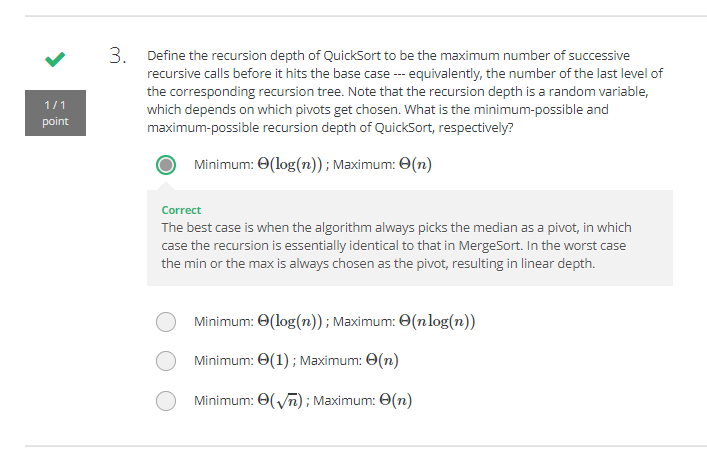 3. Define the recursion depth of QuickSort to be the maximum number of successive
recursive calls before it hits the base case --- equivalently, the number of the last level of
the corresponding recursion tree. Note that the recursion depth is a random variable,
which depends on which pivots get chosen. What is the minimum-possible and
maximum-possible recursion depth of QuickSort, respectively?
1 / 1
point
Minimum: Θ(log(n)) ; Maximum: Θ(n)
Correct
The best case is when the algorithm always picks the median as a pivot, in which
case the recursion is essentially identical to that in MergeSort. In the worst case
the min or the max is always chosen as the pivot, resulting in linear depth.
Minimum: Θ(log(n)) ; Maximum: Θ(nlog(n))
Minimum: Θ(1) ; Maximum: Θ(n)
Minimum: Θ(√n) ; Maximum: Θ(n)